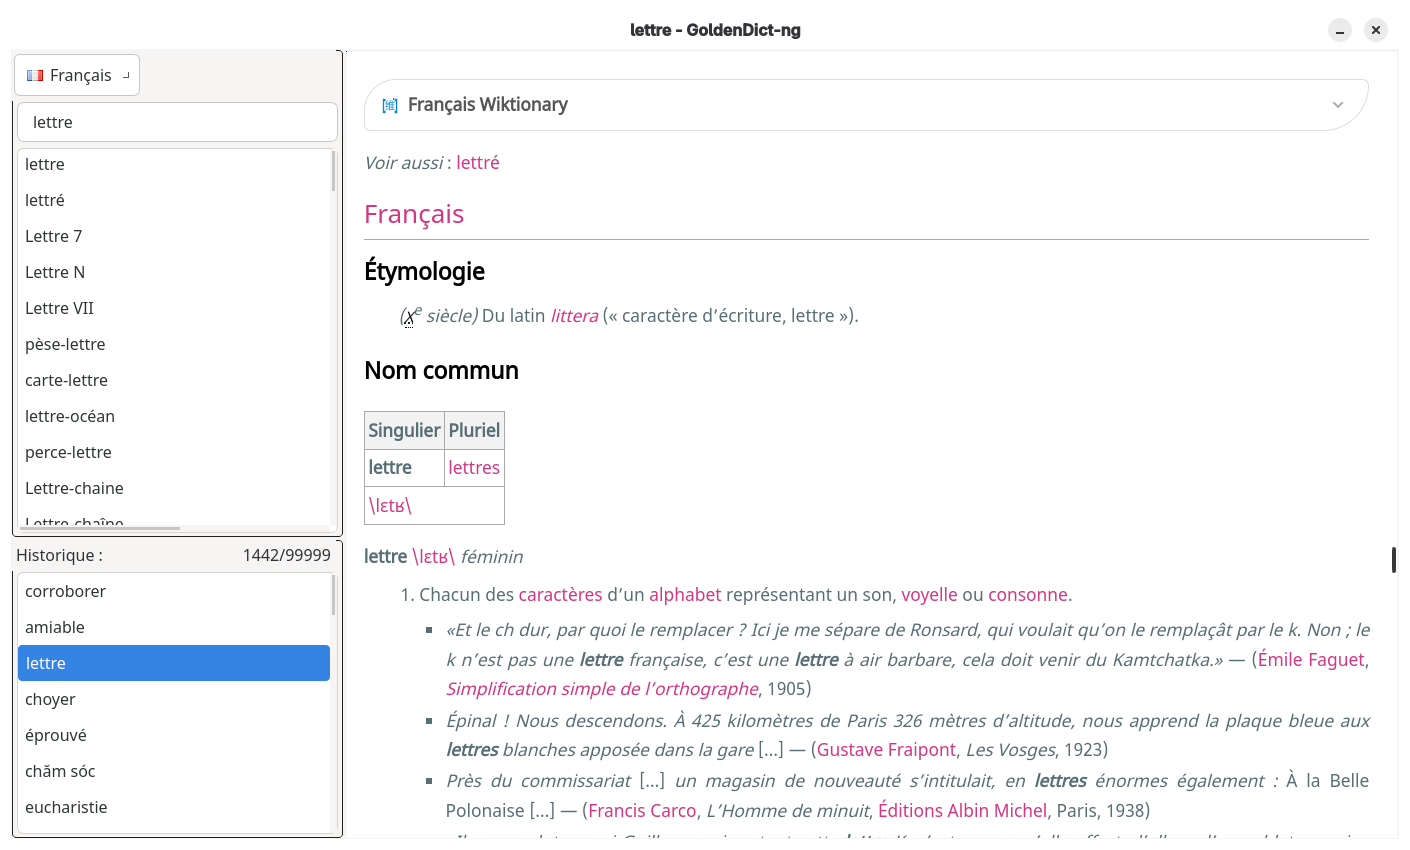 lettre - GoldenDict-ng
Français
lettre
lettre
lettré
Lettre 7
Lettre N
Lettre VII
pèse-lettre
carte-lettre
lettre-océan
perce-lettre
Lettre-chaine
Lettre-chaîne
Historique :
1442/99999
corroborer
amiable
lettre
choyer
éprouvé
chăm sóc
eucharistie
Français Wiktionary
Voir aussi : lettré
Français
Étymologie
(Xe siècle) Du latin littera (« caractère d’écriture, lettre »).
Nom commun
Singulier Pluriel
lettre lettres
\lɛtʁ\
lettre \lɛtʁ\ féminin
1. Chacun des caractères d’un alphabet représentant un son, voyelle ou consonne.
«Et le ch dur, par quoi le remplacer ? Ici je me sépare de Ronsard, qui voulait qu’on le remplaçât par le k. Non ; le
k n’est pas une lettre française, c’est une lettre à air barbare, cela doit venir du Kamtchatka.» — (Émile Faguet,
Simplification simple de l’orthographe, 1905)
Épinal ! Nous descendons. À 425 kilomètres de Paris 326 mètres d’altitude, nous apprend la plaque bleue aux
lettres blanches apposée dans la gare […] — (Gustave Fraipont, Les Vosges, 1923)
Près du commissariat […] un magasin de nouveauté s’intitulait, en lettres énormes également : À la Belle
Polonaise […] — (Francis Carco, L’Homme de minuit, Éditions Albin Michel, Paris, 1938)